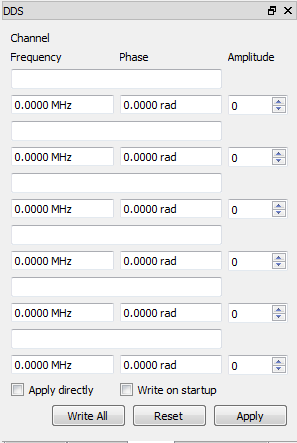 DDS
Channel
Frequency Phase Amplitude
0.0000 MHz 0.0000 rad 0
0.0000 MHz 0.0000 rad 0
0.0000 MHz 0.0000 rad 0
0.0000 MHz 0.0000 rad 0
0.0000 MHz 0.0000 rad 0
0.0000 MHz 0.0000 rad 0
Apply directly Write on startup
Write All Reset Apply